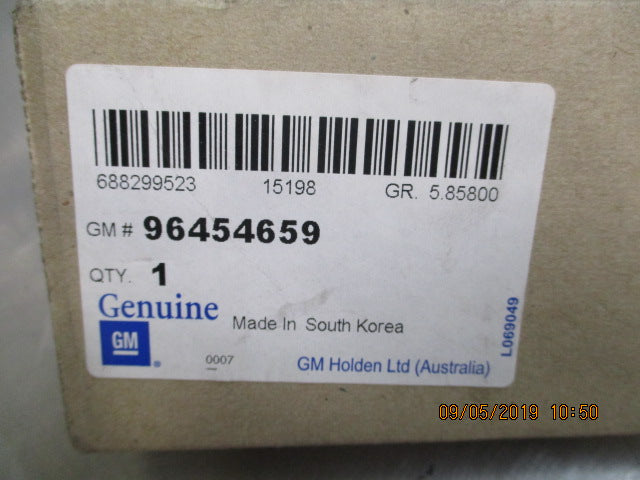 688299523 15198 GR. 5.85800
GM # 96454659
QTY. 1
Genuine
GM
Made In South Korea
0007
GM Holden Ltd (Australia)
L069049
09/05/2019 10:50